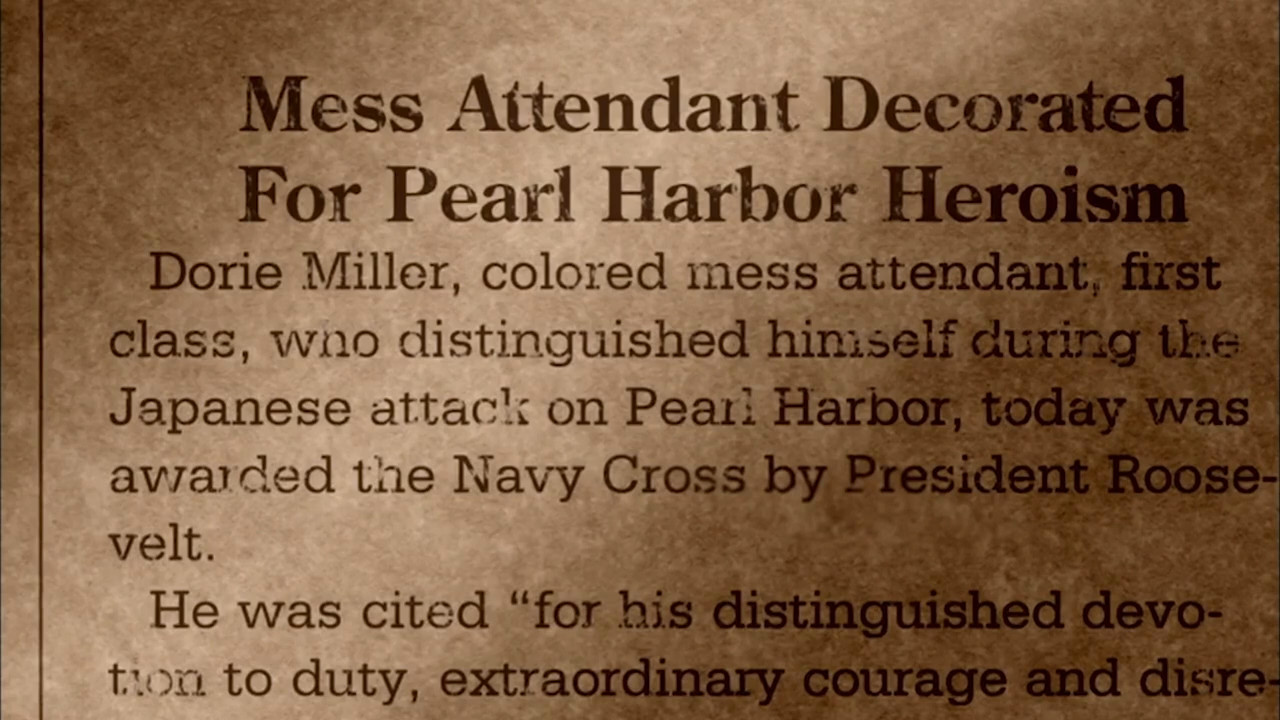 Mess Attendant Decorated
For Pearl Harbor Heroism
Dorie Miller, colored mess attendant, first
class, who distinguished himself during the
Japanese attack on Pearl Harbor, today was
awarded the Navy Cross by President Roose-
velt.
He was cited “for his distinguished devo-
tion to duty, extraordinary courage and disre-